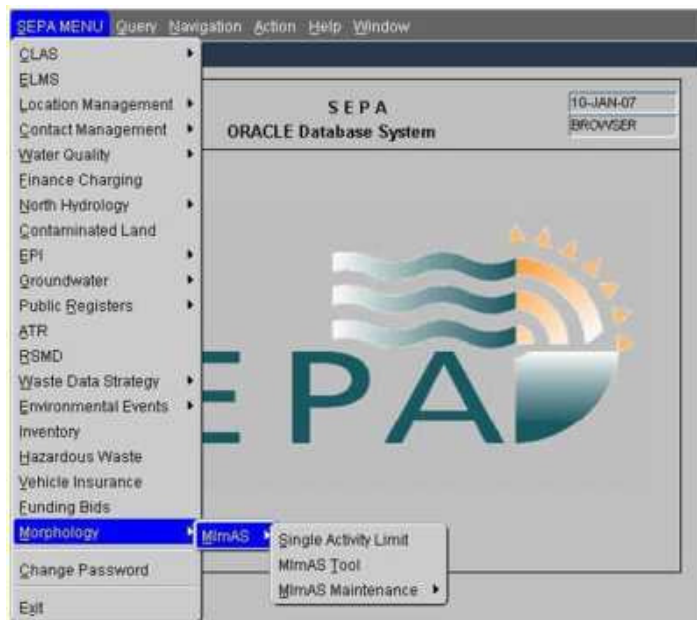 SEPA MENU Query Navigation Action Help Window
CLAS
ELMS
Location Management
Contact Management
Water Quality
Finance Charging
North Hydrology
Contaminated Land
EPI
Groundwater
Public Registers
ATR
RSMD
Waste Data Strategy
Environmental Events
Inventory
Hazardous Waste
Vehicle Insurance
Funding Bids
Morphology
Change Password
Exit
MImAS
Single Activity Limit
MImAS Tool
MImAS Maintenance
S E P A
ORACLE Database System
10-JAN-07
BROWSER
E P A